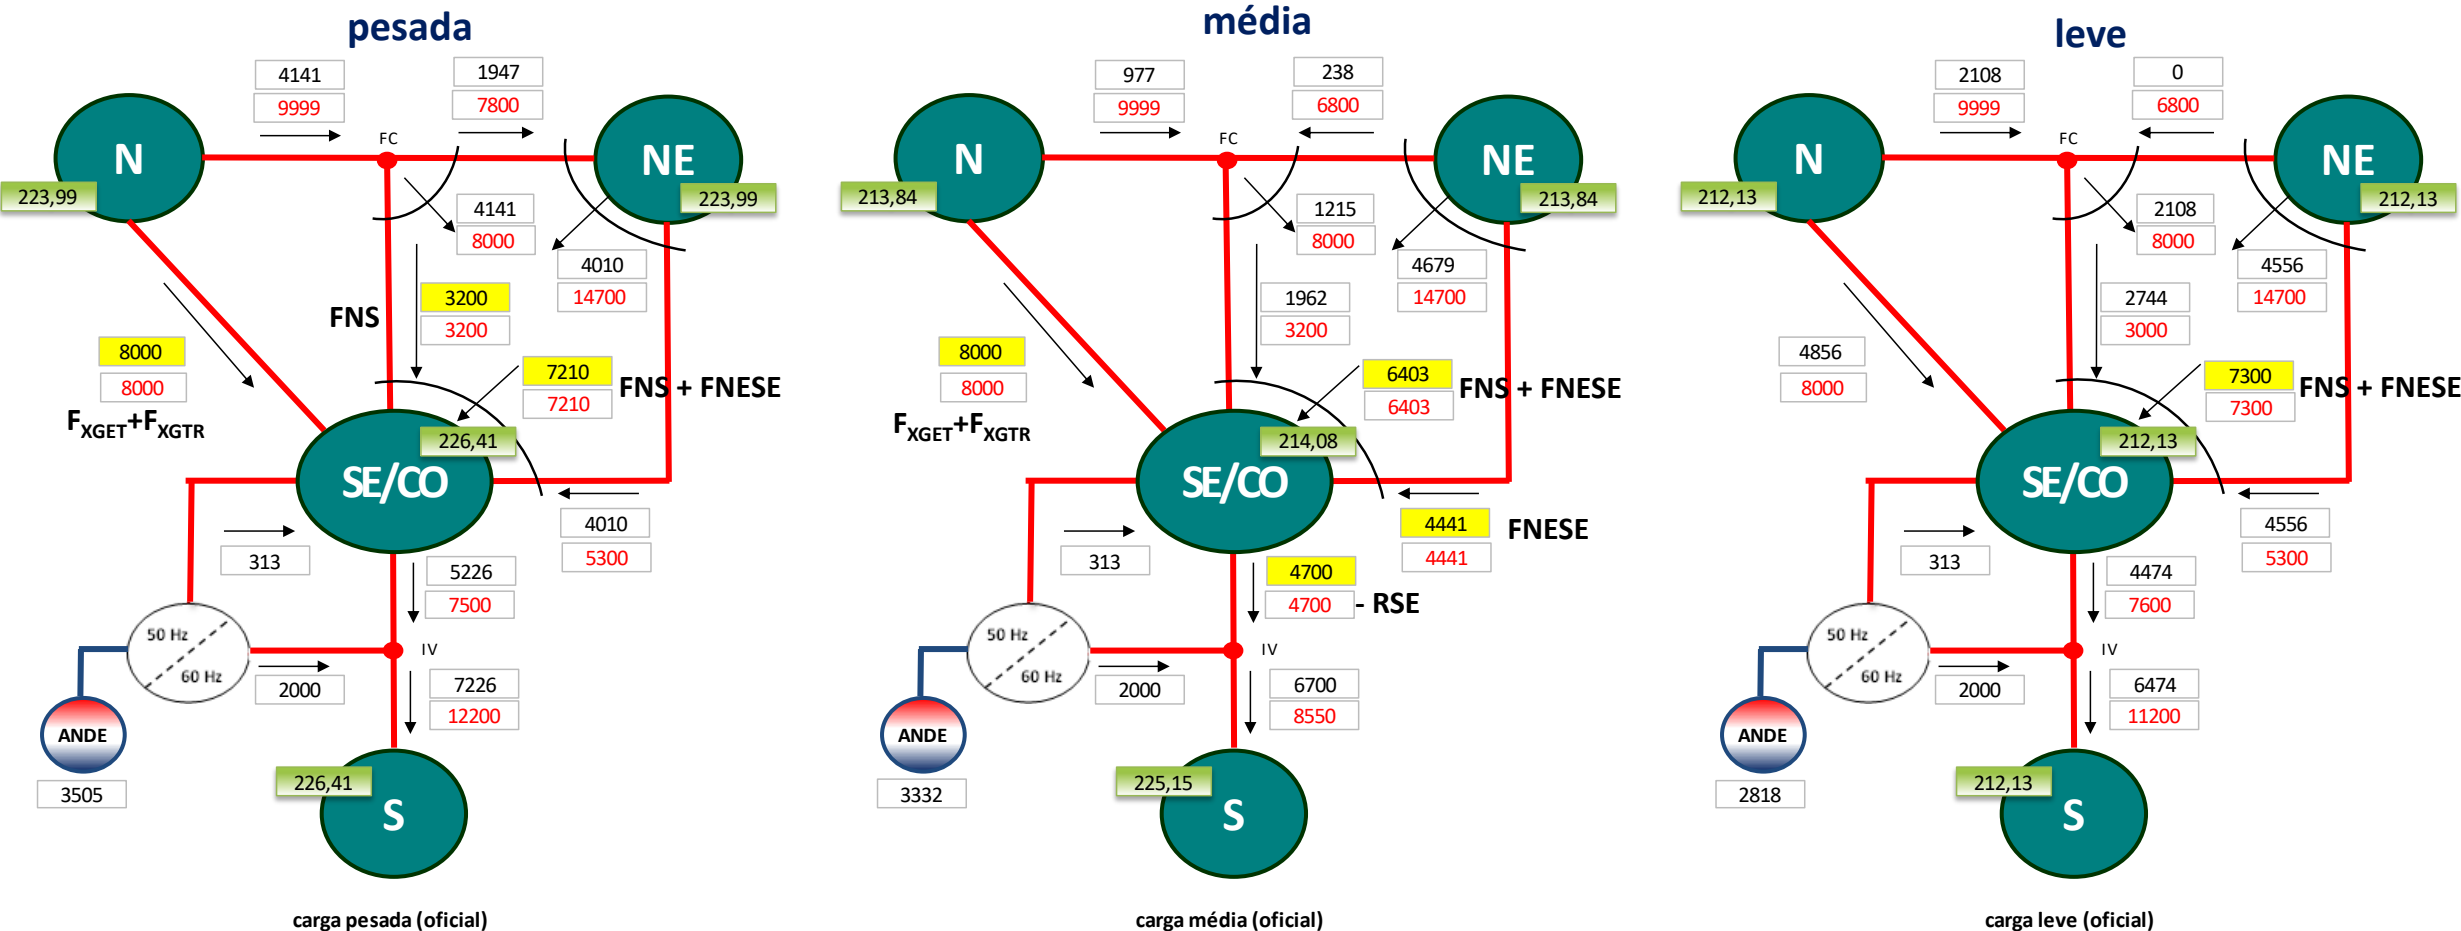 pesada
4141
9999
1947
7800
FC
N
NE
223,99
223,99
4141
8000
4010
14700
FNS
3200
3200
8000
8000
FXGET+FXGTR
7210
7210
FNS + FNESE
226,41
SE/CO
313
4010
5300
5226
7500
50 Hz
60 Hz
IV
2000
7226
12200
ANDE
3505
226,41
S
carga pesada (oficial)
média
977
9999
238
6800
FC
N
NE
213,84
213,84
1215
8000
4679
14700
1962
3200
8000
8000
FXGET+FXGTR
6403
6403
FNS + FNESE
214,08
SE/CO
313
4441
4441
FNESE
4700
4700
- RSE
50 Hz
60 Hz
IV
2000
6700
8550
ANDE
3332
225,15
S
carga média (oficial)
leve
2108
9999
0
6800
FC
N
NE
212,13
212,13
2108
8000
4556
14700
2744
3000
4856
8000
7300
7300
FNS + FNESE
212,13
SE/CO
313
4556
5300
4474
7600
50 Hz
60 Hz
IV
2000
6474
11200
ANDE
2818
212,13
S
carga leve (oficial)